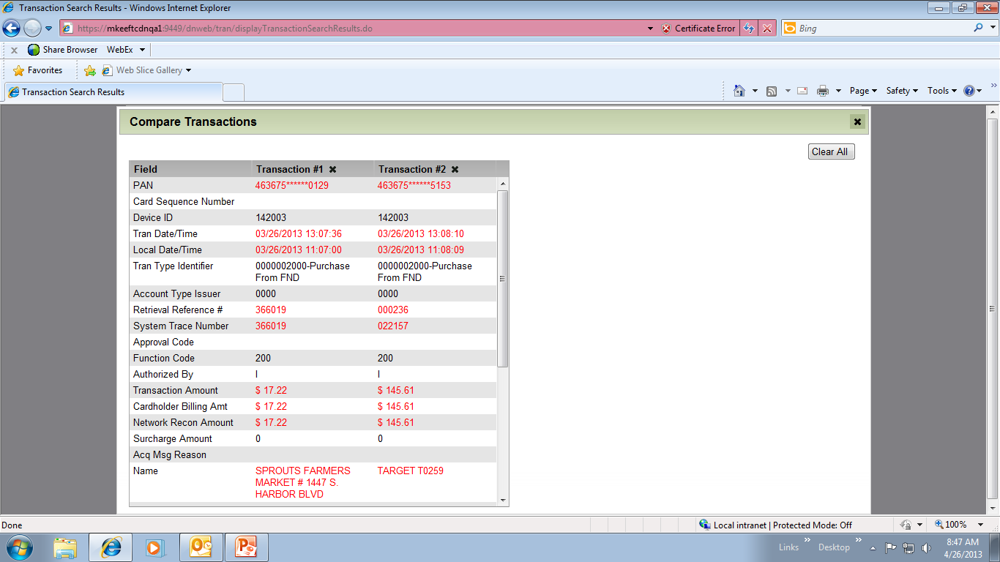 Transaction Search Results - Windows Internet Explorer
https://mkeeftcdnqa1:9449/dnweb/tran/displayTransactionSearchResults.do Certificate Error Bing
x Share Browser WebEx
Favorites Web Slice Gallery
Transaction Search Results Page Safety Tools
Compare Transactions
Clear All
Field Transaction #1 Transaction #2
PAN 463675******0129 463675******5153
Card Sequence Number
Device ID 142003 142003
Tran Date/Time 03/26/2013 13:07:36 03/26/2013 13:08:10
Local Date/Time 03/26/2013 11:07:00 03/26/2013 11:08:09
Tran Type Identifier 0000002000-Purchase 0000002000-Purchase
From FND From FND
Account Type Issuer 0000 0000
Retrieval Reference # 366019 000236
System Trace Number 366019 022157
Approval Code
Function Code 200 200
Authorized By I I
Transaction Amount $ 17.22 $ 145.61
Cardholder Billing Amt $ 17.22 $ 145.61
Network Recon Amount $ 17.22 $ 145.61
Surcharge Amount 0 0
Acq Msg Reason
Name SPROUTS FARMERS TARGET T0259
MARKET # 1447 S.
HARBOR BLVD
Done Local intranet | Protected Mode: Off 100%
Links Desktop 8:47 AM
4/26/2013